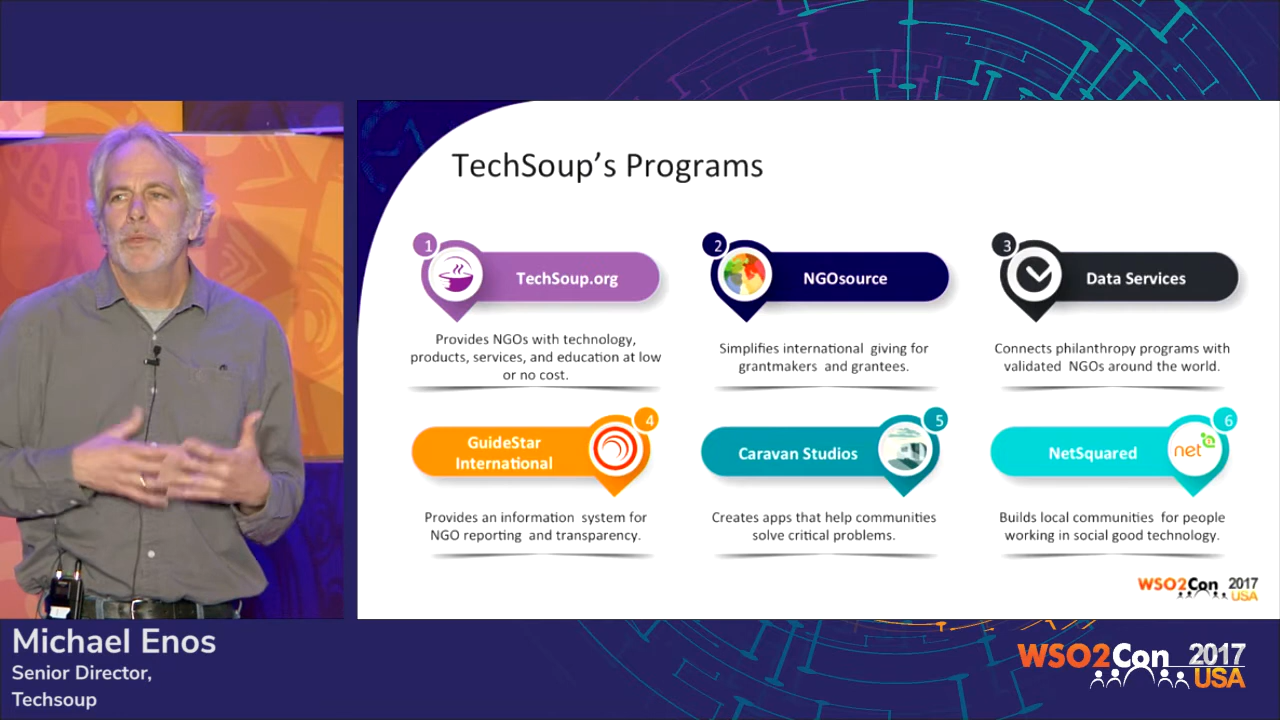 TechSoup's Programs
1
TechSoup.org
Provides NGOs with technology,
products, services, and education at low
or no cost.
2
NGOsource
Simplifies international giving for
grantmakers and grantees.
3
Data Services
Connects philanthropy programs with
validated NGOs around the world.
4
GuideStar
International
Provides an information system for
NGO reporting and transparency.
5
Caravan Studios
Creates apps that help communities
solve critical problems.
6
NetSquared
net
Builds local communities for people
working in social good technology.
WSO2Con 2017
USA
Michael Enos
Senior Director,
Techsoup
WSO2Con 2017
USA